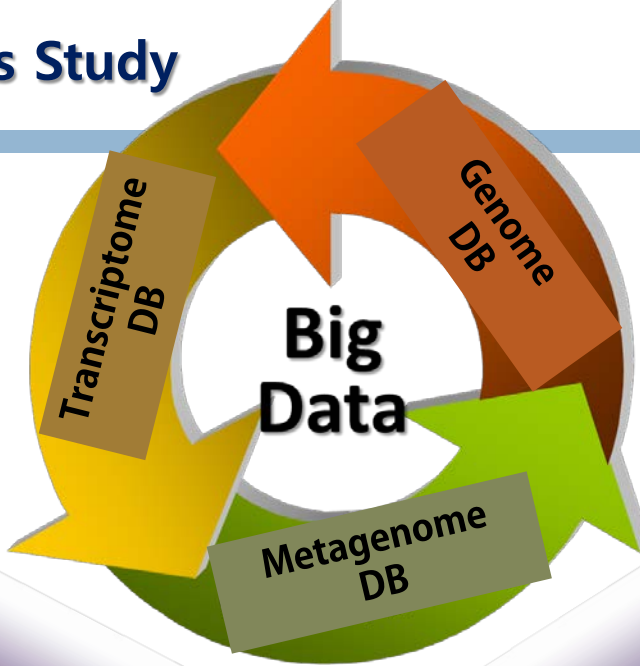 s Study
Genome
DB
Transcriptome
DB
Big
Data
Metagenome
DB